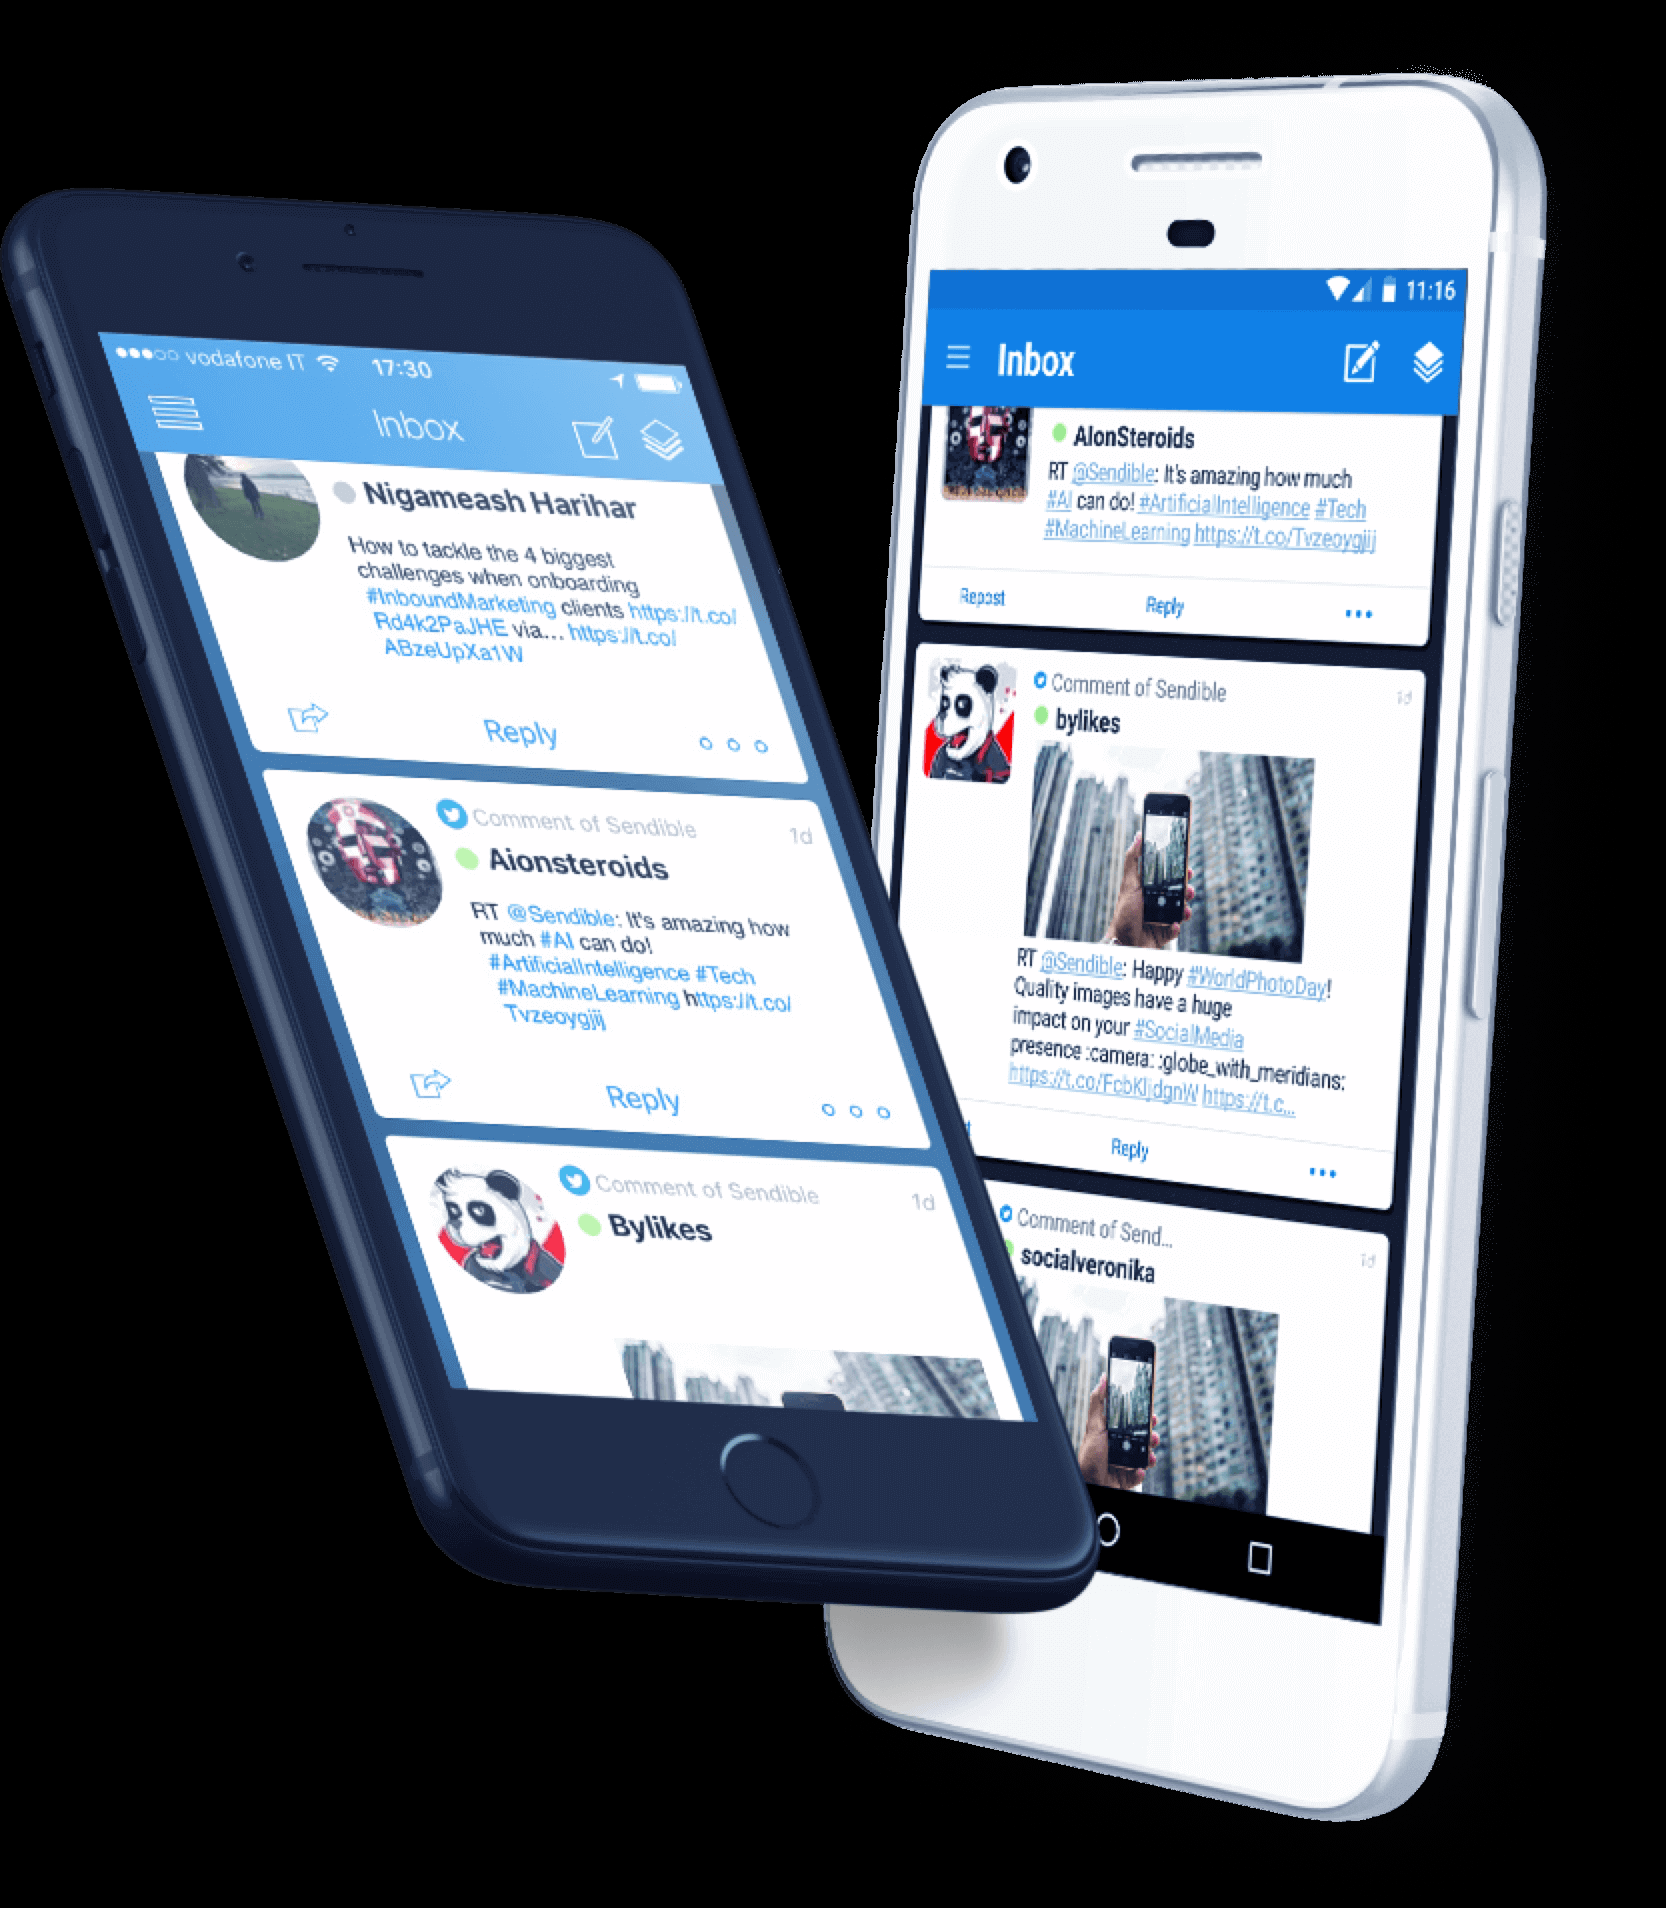 vodafone IT 17:30
Inbox
Nigameash Harihar
How to tackle the 4 biggest
challenges when onboarding
#InboundMarketing clients https://t.co/
Rd4k2PaJHE via... https://t.co/
ABzeUpXa1W
Reply
Comment of Sendible 1d
Aionsteroids
RT @Sendible: It's amazing how
much #AI can do!
#ArtificialIntelligence #Tech
#MachineLearning https://t.co/
Tvzeoygjij
Reply
Comment of Sendible 1d
Bylikes
11:16
Inbox
AIonSteroids
RT @Sendible: It's amazing how much
#AI can do! #ArtificialIntelligence #Tech
#MachineLearning https://t.co/Tvzeoygjij
Repost Reply
Comment of Sendible 1d
bylikes
RT @Sendible: Happy #WorldPhotoDay!
Quality images have a huge
impact on your #SocialMedia
presence :camera: :globe_with_meridians:
https://t.co/FcbKljdgnW https://t.c...
Reply
Comment of Send... 1d
socialveronika